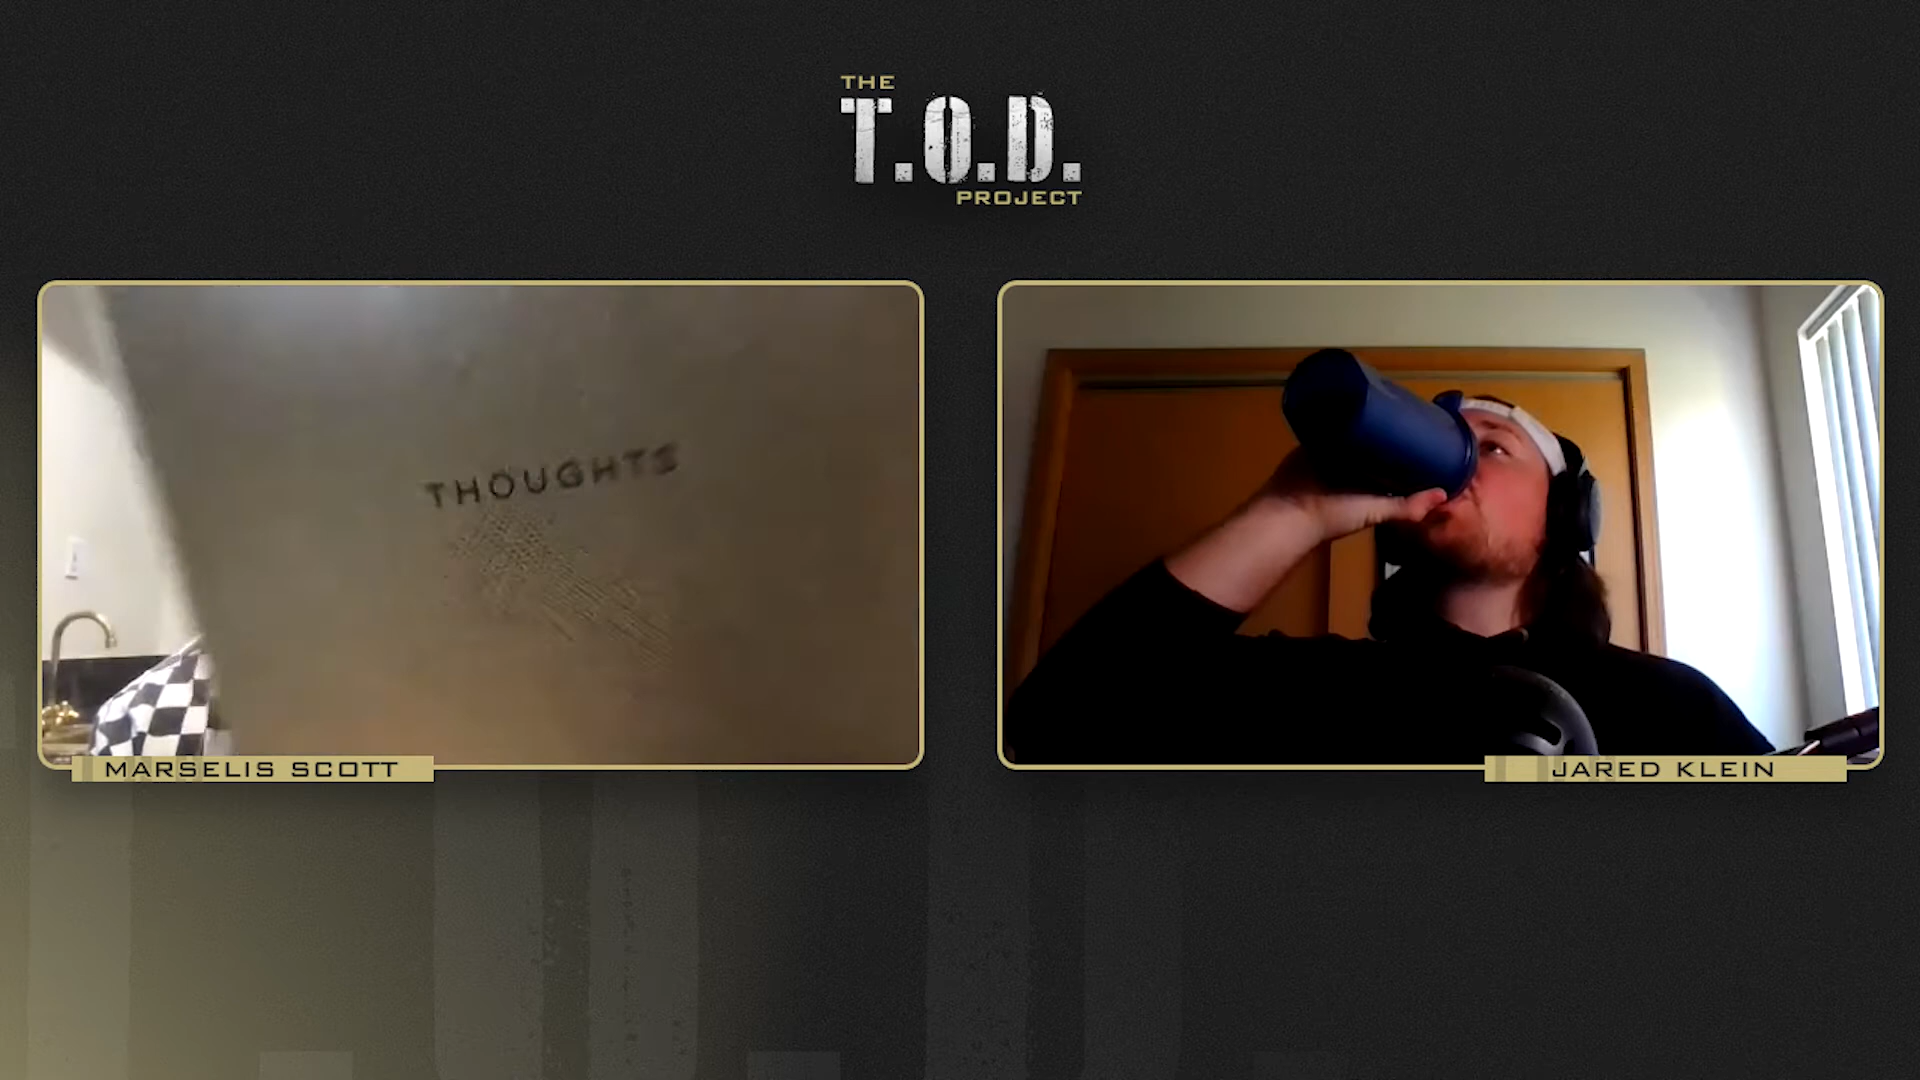 THE
T.O.D.
PROJECT
THOUGHTS
MARSELIS SCOTT
JARED KLEIN